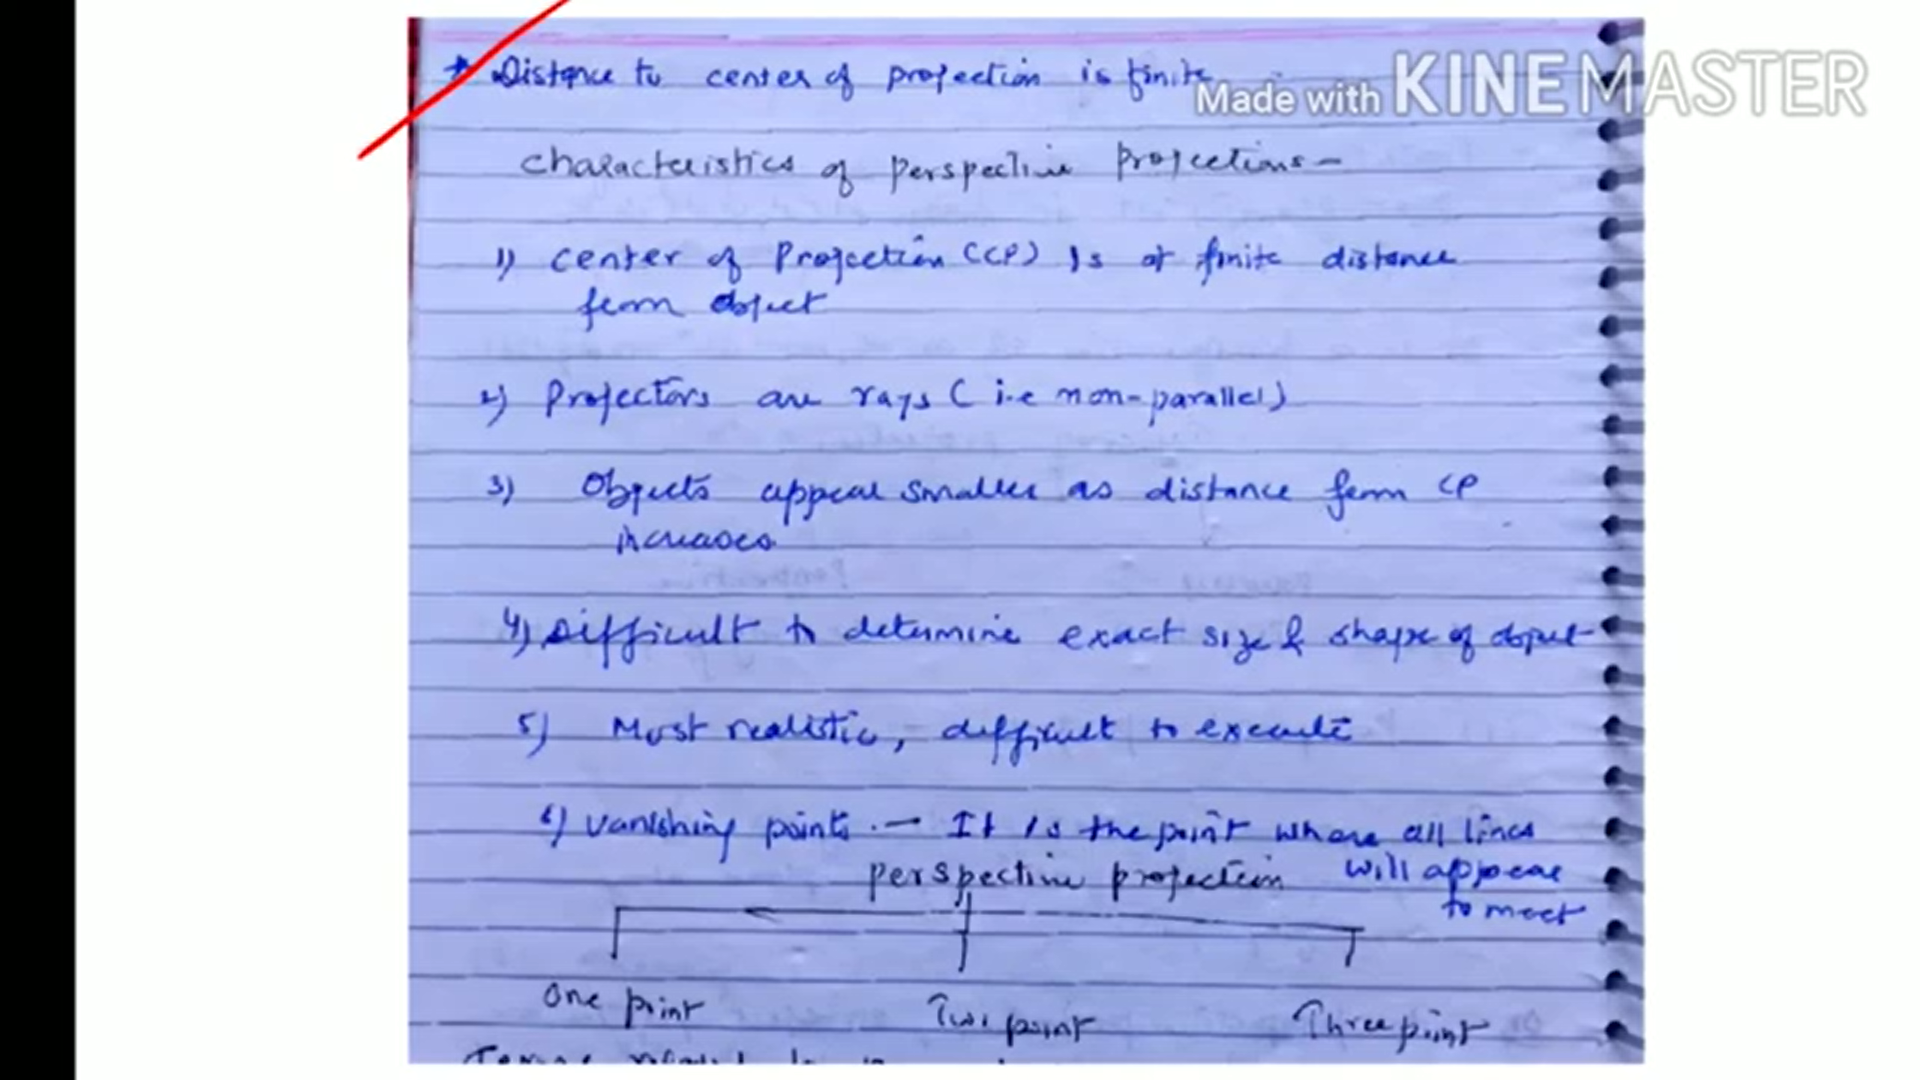 * Distance to center of projection is finite
Made with KINEMASTER
Characteristics of perspective projections -
1) Center of Projection (CP) is at finite distance
from object
2) Projectors are rays (i.e non-parallel)
3) Objects appear smaller as distance from CP
increases
4) Difficult to determine exact size & shape of object
5) Most realistic, difficult to execute
6) vanishing points - It is the point where all lines
will appear
to meet
perspective projection
One point
Two point
Three point